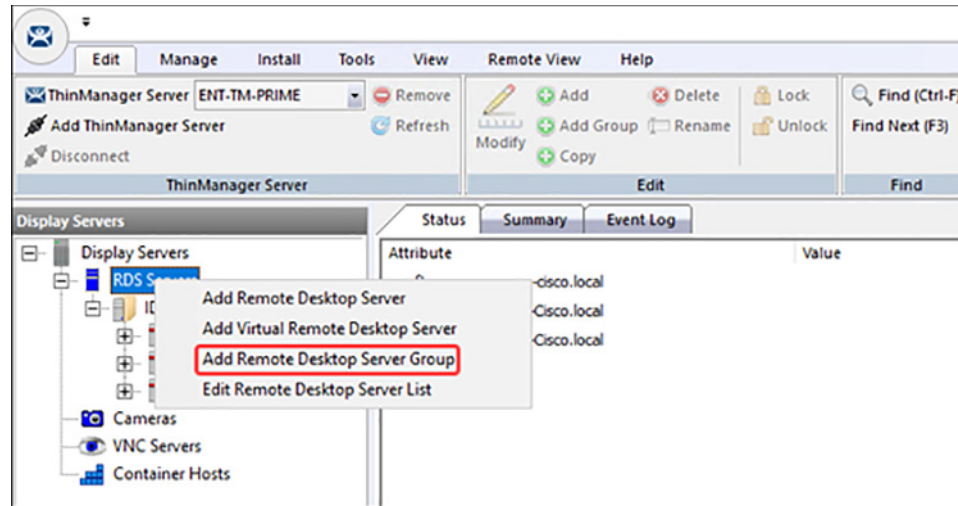 Edit Manage Install Tools View Remote View Help
ThinManager Server ENT-TM-PRIME Remove
Add ThinManager Server Refresh
Disconnect
ThinManager Server
Modify
Add Delete
Add Group Rename
Copy
Lock
Unlock
Edit
Find (Ctrl-F)
Find Next (F3)
Find
Display Servers
Display Servers
RDS
Cameras
VNC Servers
Container Hosts
Add Remote Desktop Server
Add Virtual Remote Desktop Server
Add Remote Desktop Server Group
Edit Remote Desktop Server List
Status Summary Event Log
Attribute Value
-cisco.local
-Cisco.local
Cisco.local